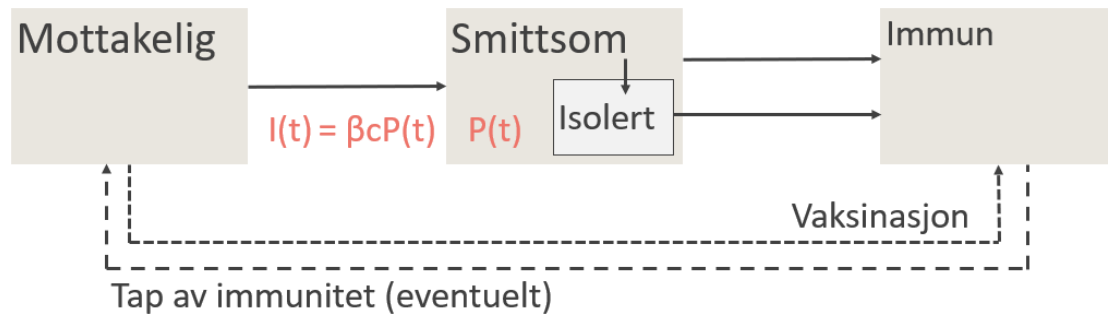 Mottakelig
Smittsom
Immun
Isolert
I(t) = βcP(t)
P(t)
Vaksinasjon
Tap av immunitet (eventuelt)